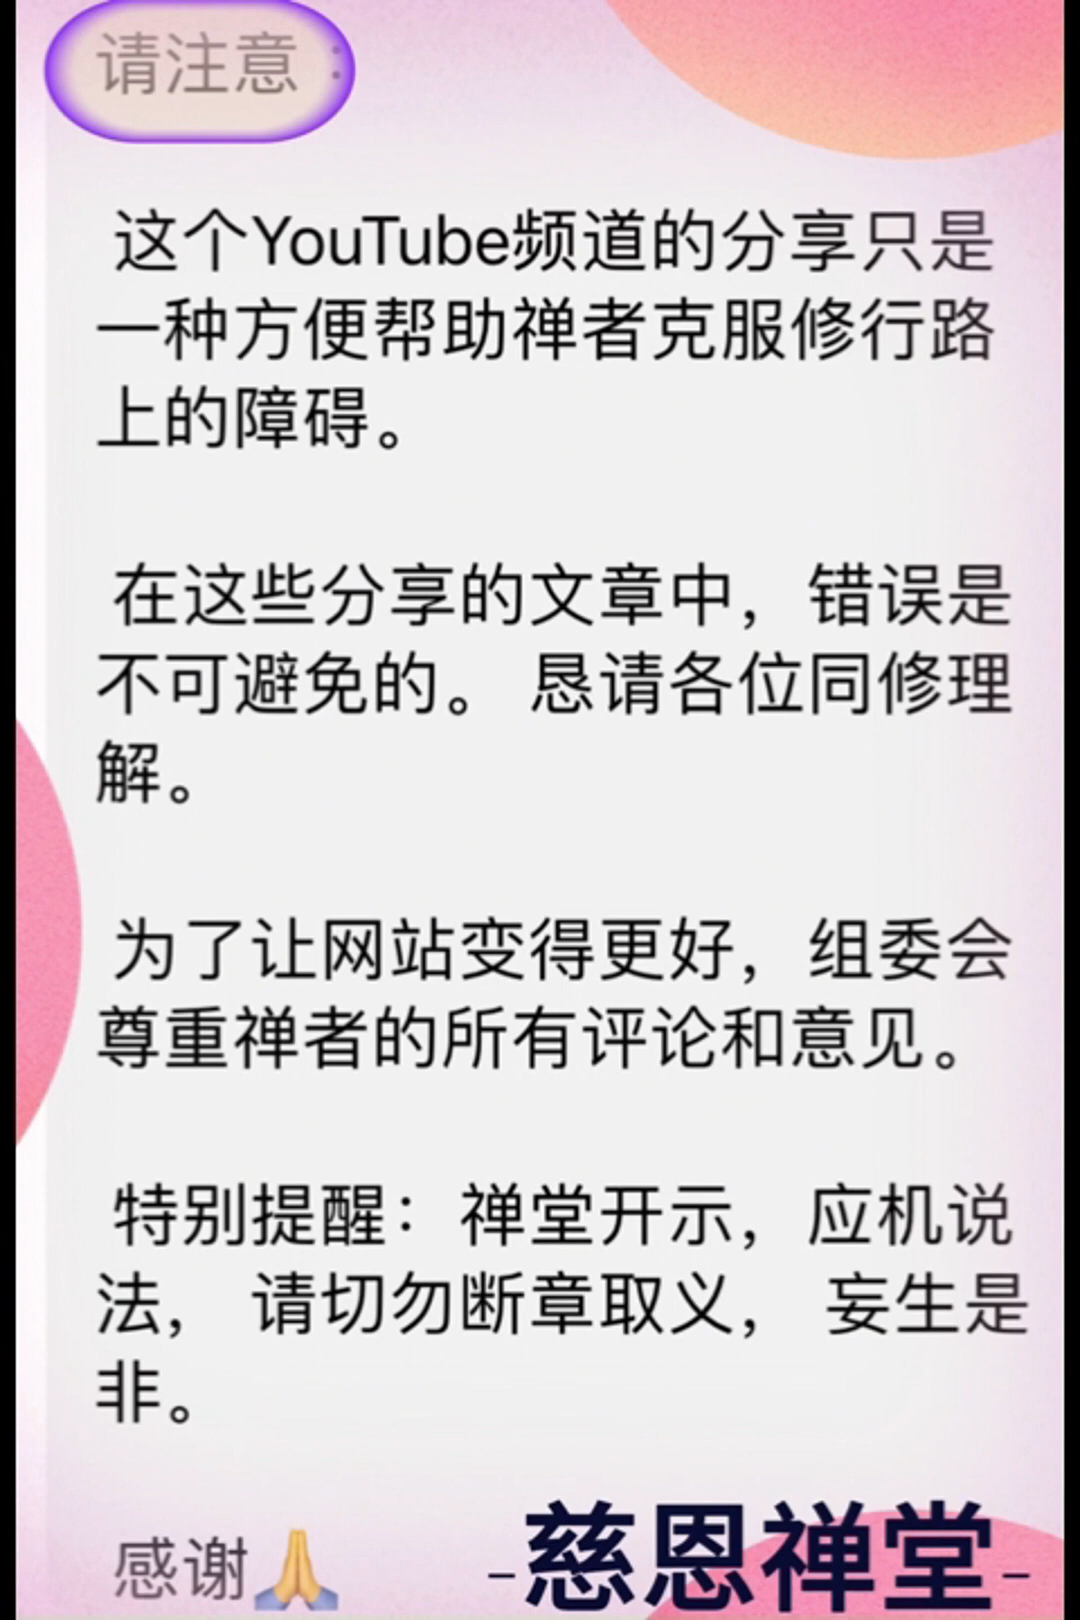 请注意：
这个YouTube频道的分享只是
一种方便帮助禅者克服修行路
上的障碍。
在这些分享的文章中，错误是
不可避免的。 恳请各位同修理
解。
为了让网站变得更好，组委会
尊重禅者的所有评论和意见。
特别提醒：禅堂开示，应机说
法， 请切勿断章取义， 妄生是
非。
感谢🙏
-慈恩禅堂-